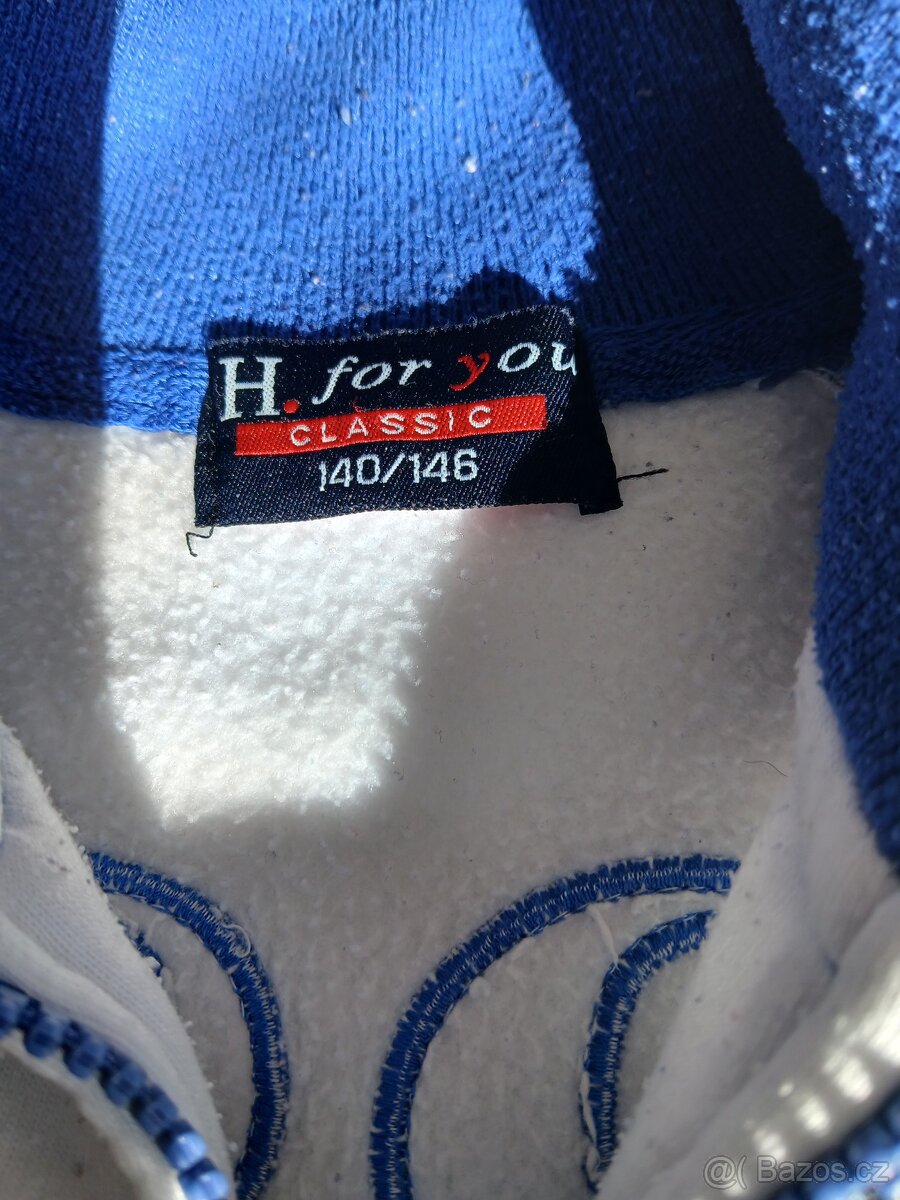 H. for you
CLASSIC
140/146
@( Bazos.cz